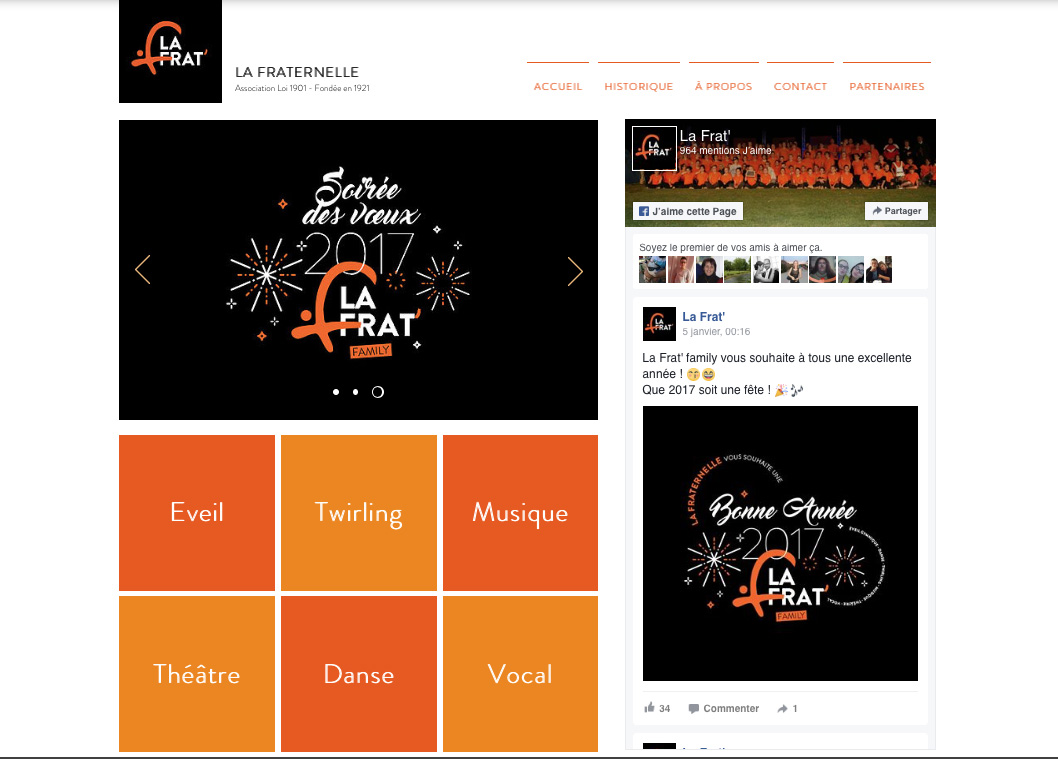 LA
FRAT'
LA FRATERNELLE
Association Loi 1901 - Fondée en 1921
ACCUEIL
HISTORIQUE
À PROPOS
CONTACT
PARTENAIRES
Soirée
des vœux
2017
LA
FRAT'
FAMILY
Eveil
Twirling
Musique
Théâtre
Danse
Vocal
LA
FRAT'
La Frat'
964 mentions J'aime
J'aime cette Page
Partager
Soyez le premier de vos amis à aimer ça.
LA
FRAT'
La Frat'
5 janvier, 00:16
La Frat' family vous souhaite à tous une excellente
année ! 😚😂
Que 2017 soit une fête ! 🎉🎶
LA FRATERNELLE VOUS SOUHAITE UNE
Bonne Année
2017
LA
FRAT'
FAMILY
34
Commenter
1